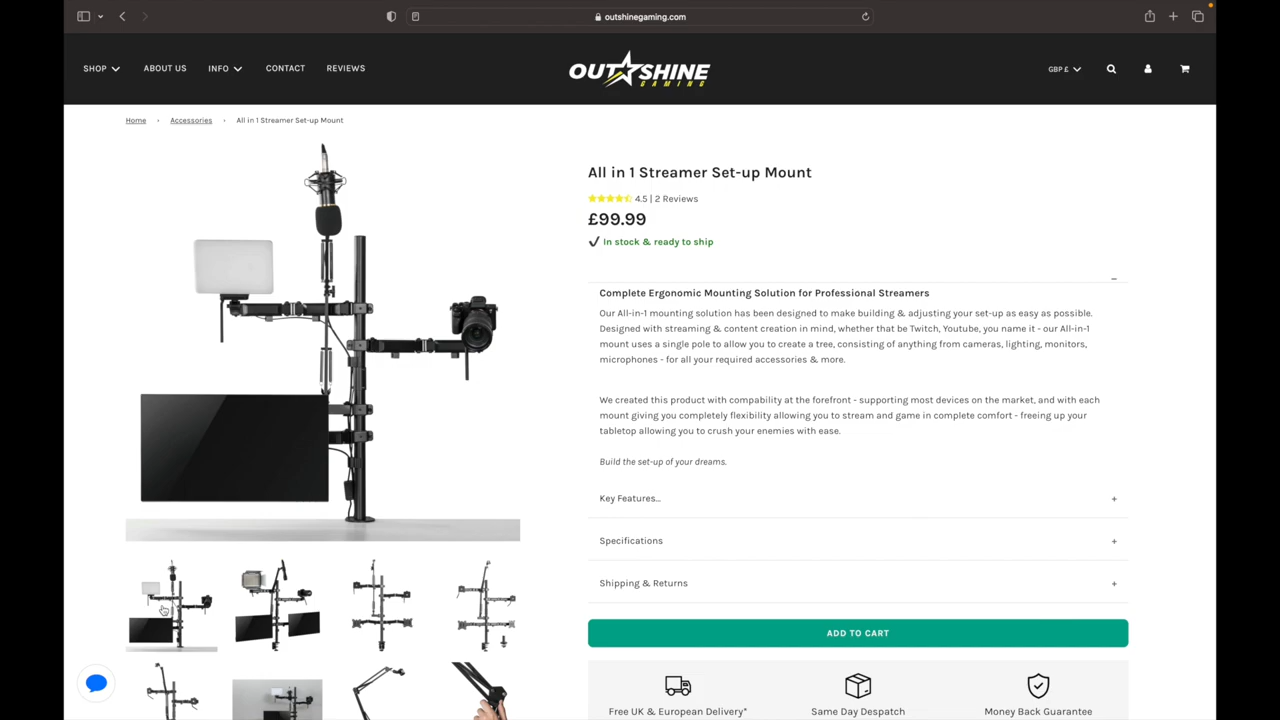 outshinegaming.com
SHOP
ABOUT US
INFO
CONTACT
REVIEWS
OUTSHINE
GAMING
GBP £
Home › Accessories › All in 1 Streamer Set-up Mount
All in 1 Streamer Set-up Mount
4.5 | 2 Reviews
£99.99
In stock & ready to ship
Complete Ergonomic Mounting Solution for Professional Streamers
Our All-in-1 mounting solution has been designed to make building & adjusting your set-up as easy as possible.
Designed with streaming & content creation in mind, whether that be Twitch, Youtube, you name it - our All-in-1
mount uses a single pole to allow you to create a tree, consisting of anything from cameras, lighting, monitors,
microphones - for all your required accessories & more.
We created this product with compability at the forefront - supporting most devices on the market, and with each
mount giving you completely flexibility allowing you to stream and game in complete comfort - freeing up your
tabletop allowing you to crush your enemies with ease.
Build the set-up of your dreams.
Key Features...
Specifications
Shipping & Returns
ADD TO CART
Free UK & European Delivery*
Same Day Despatch
Money Back Guarantee